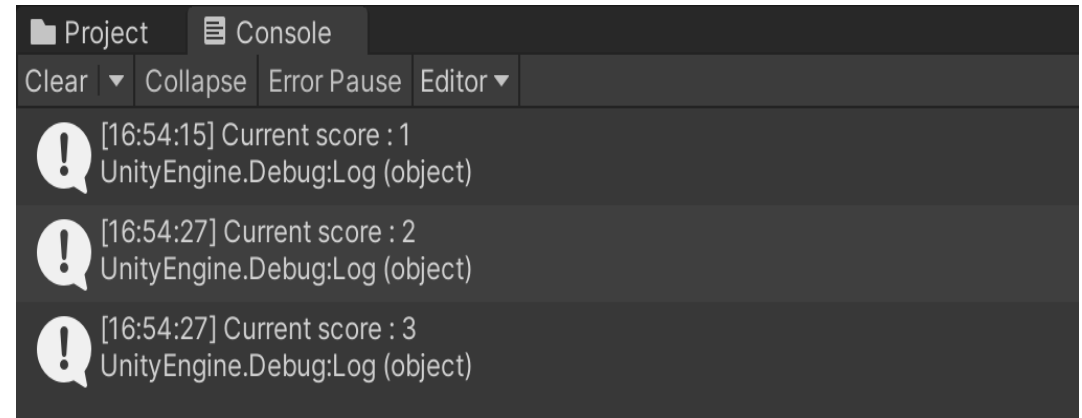 Project Console
Clear Collapse Error Pause Editor
[16:54:15] Current score : 1
UnityEngine.Debug:Log (object)
[16:54:27] Current score : 2
UnityEngine.Debug:Log (object)
[16:54:27] Current score : 3
UnityEngine.Debug:Log (object)